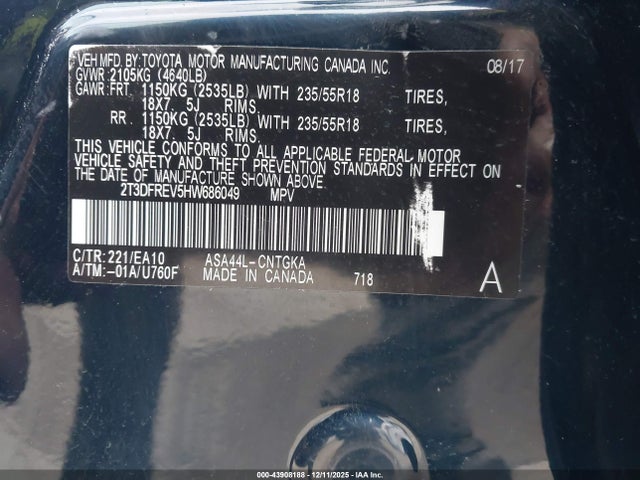 VEH MFD. BY: TOYOTA MOTOR MANUFACTURING CANADA INC. 08/17
GVWR 2105KG (4640LB)
GAWR: FRT. 1150KG (2535LB) WITH 235/55R18 TIRES,
18X7. 5J RIMS,
RR. 1150KG (2535LB) WITH 235/55R18 TIRES,
18X7. 5J RIMS.
THIS VEHICLE CONFORMS TO ALL APPLICABLE FEDERAL MOTOR
VEHICLE SAFETY AND THEFT PREVENTION STANDARDS IN EFFECT ON
THE DATE OF MANUFACTURE SHOWN ABOVE.
2T3DFREV5HW686049 MPV
C/TR: 221/EA10 ASA44L-CNTGKA
A/TM:-01A/U760F MADE IN CANADA 718 A
000-43908188 - 12/11/2025 - IAA Inc.